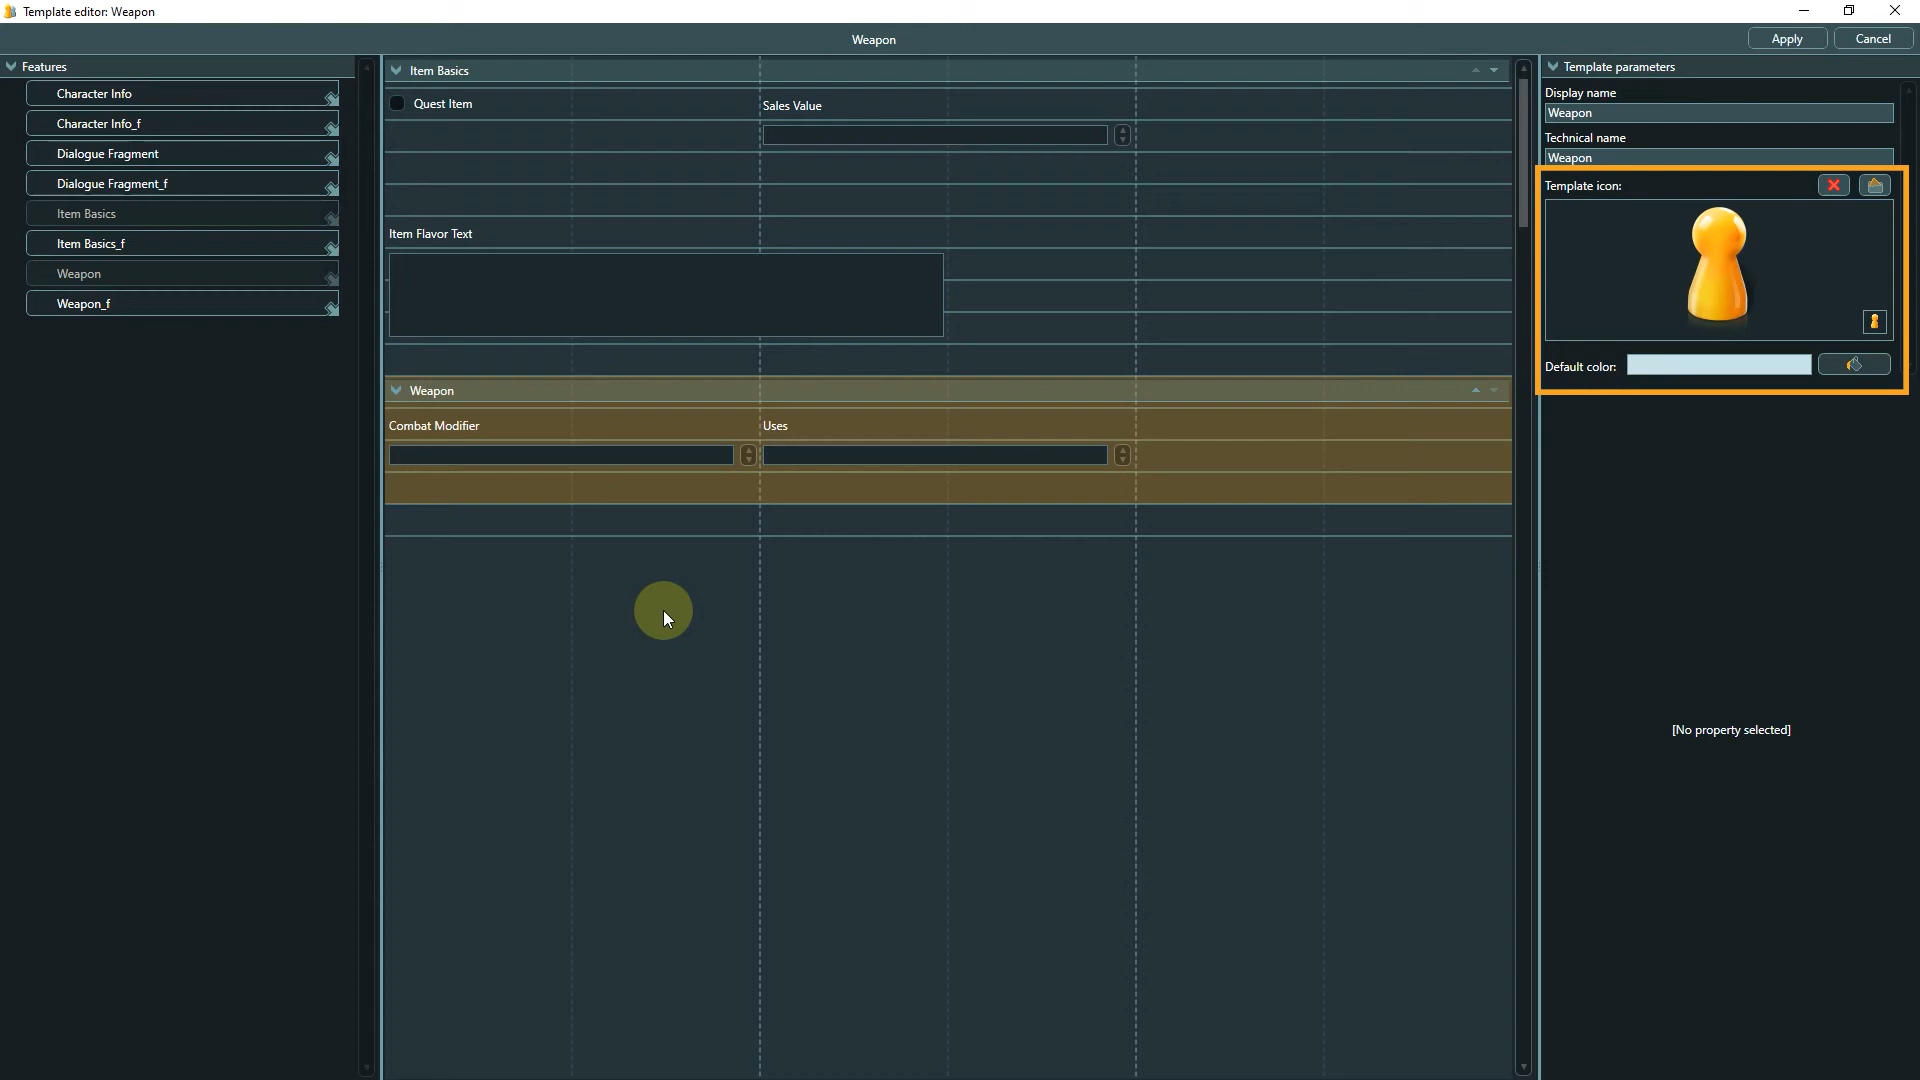 Template editor: Weapon
Weapon
Apply
Cancel
Features
Character Info
Character Info_f
Dialogue Fragment
Dialogue Fragment_f
Item Basics
Item Basics_f
Weapon
Weapon_f
Item Basics
Quest Item
Sales Value
Item Flavor Text
Weapon
Combat Modifier
Uses
Template parameters
Display name
Weapon
Technical name
Weapon
Template icon:
Default color:
[No property selected]